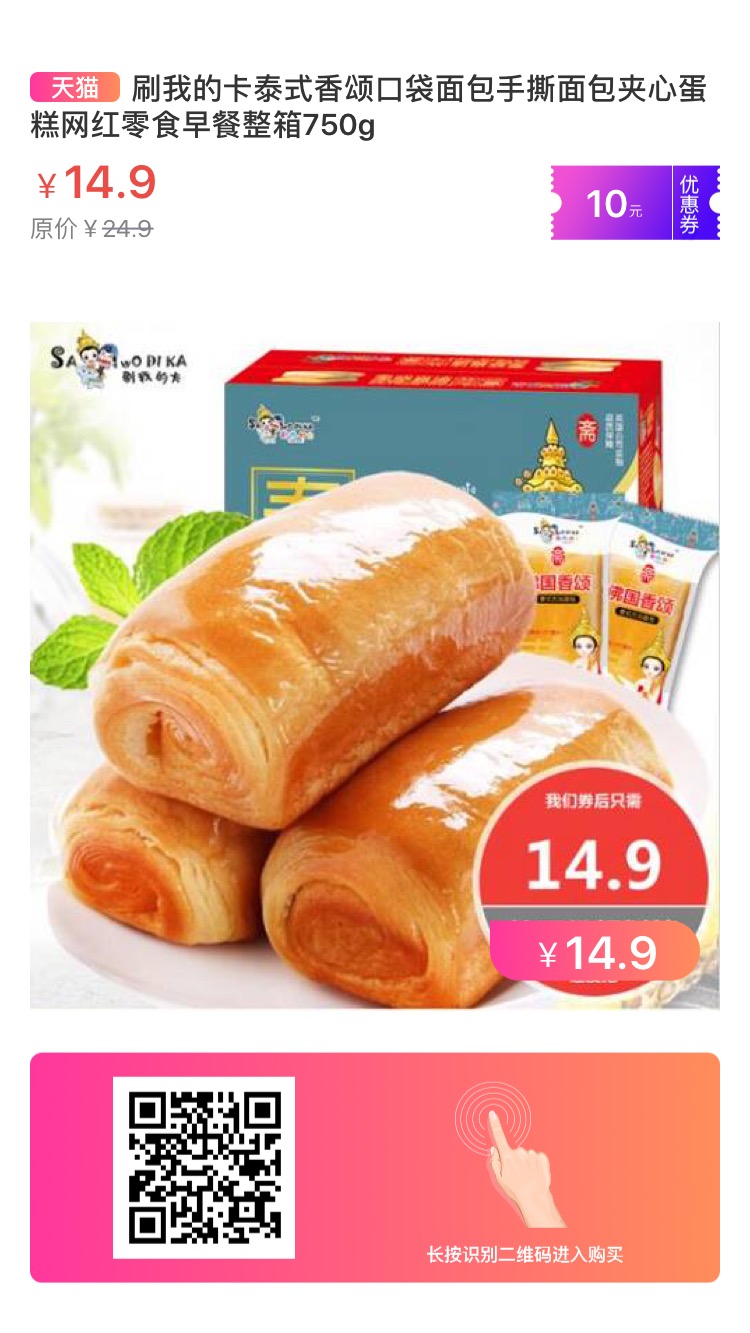 天猫 刷我的卡泰式香颂口袋面包手撕面包夹心蛋
糕网红零食早餐整箱750g
¥14.9
原价 ¥24.9
10元
优惠券
SA WODIKA
刷我的卡
斋
佛国香颂
佛国香颂
我们券后只需
14.9
¥14.9
长按识别二维码进入购买